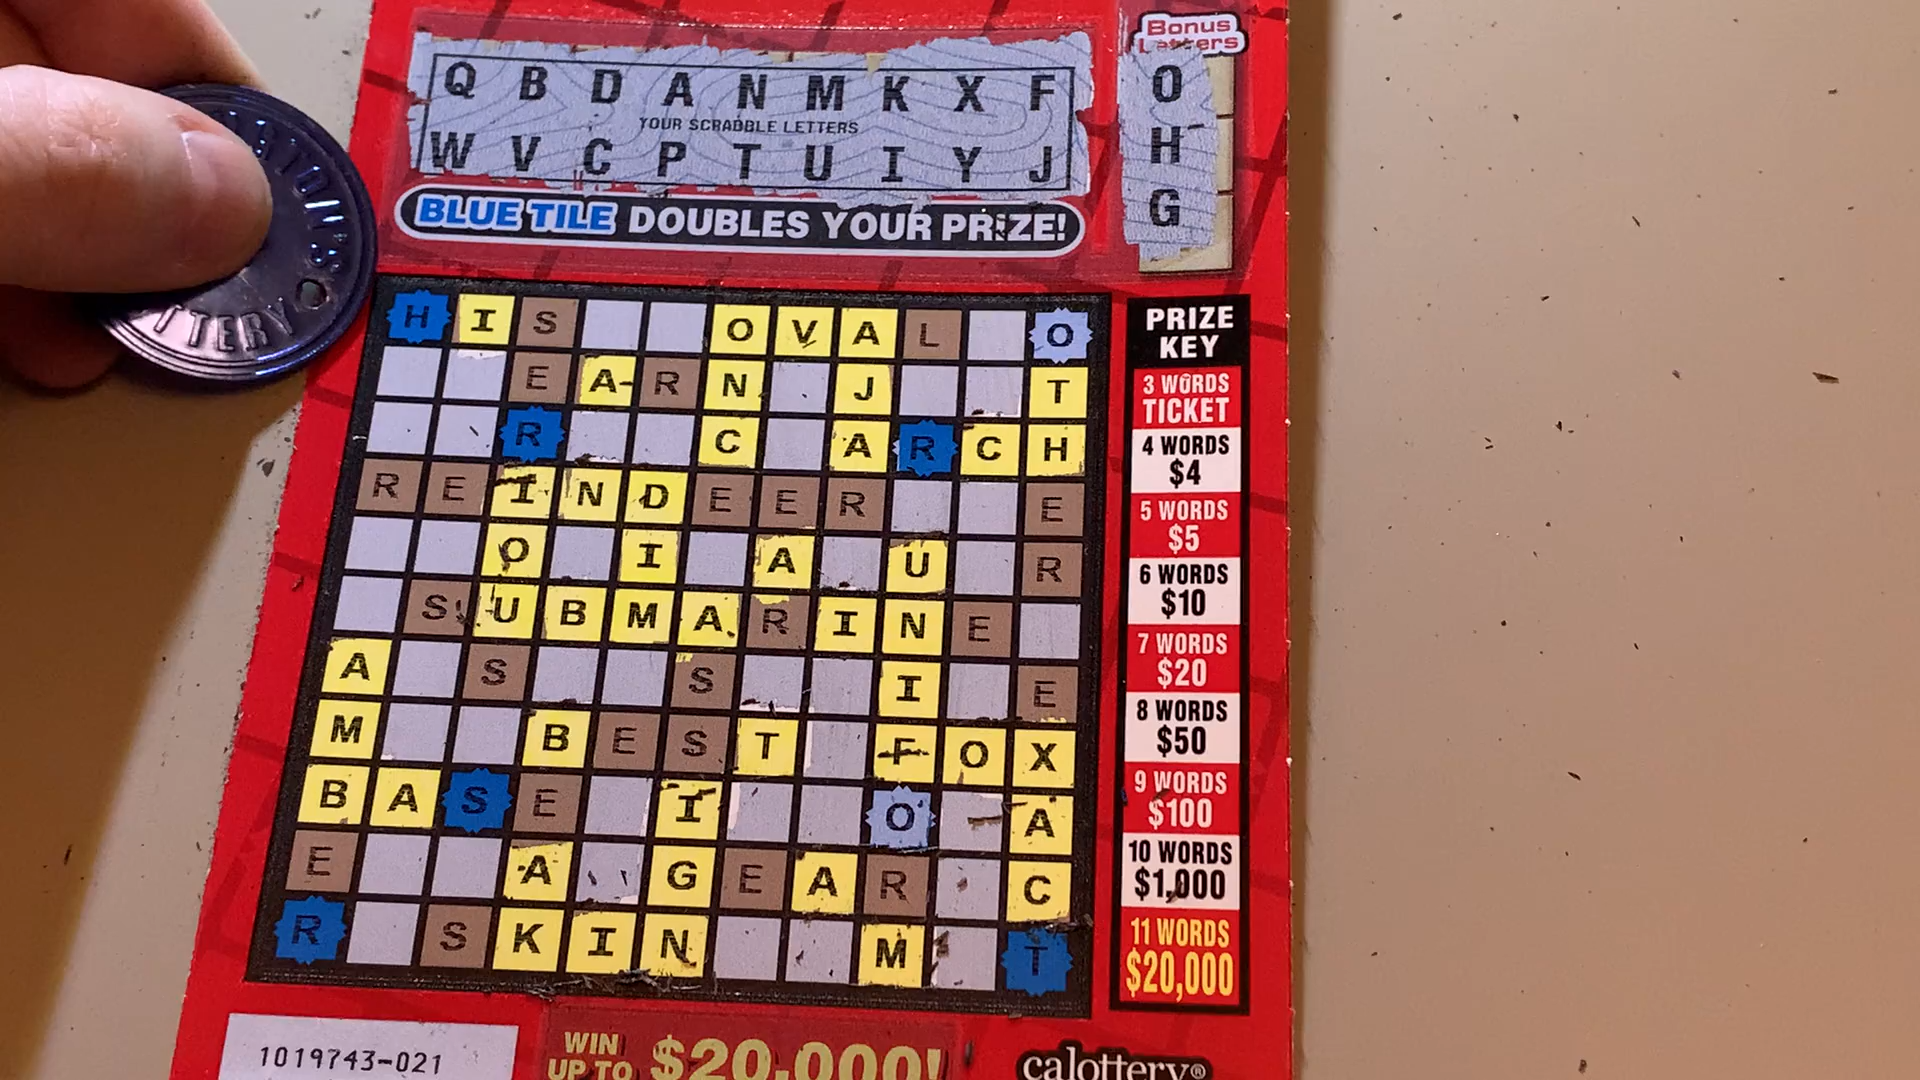 Bonus
Letters
Q B D A N M K X F
YOUR SCRABBLE LETTERS
W V C P T U I Y J
O
H
G
BLUE TILE DOUBLES YOUR PRIZE!
H I S O V A L O
E A R N J T
R C A R C H
R E I N D E E R E
O I A U R
S U B M A R I N E
A S S I E
M B E S T F O X
B A S E I O A
E A G E A R C
R S K I N M T
PRIZE
KEY
3 WORDS
TICKET
4 WORDS
$4
5 WORDS
$5
6 WORDS
$10
7 WORDS
$20
8 WORDS
$50
9 WORDS
$100
10 WORDS
$1,000
11 WORDS
$20,000
1019743-021
WIN
UP TO
$20,000!
calottery®